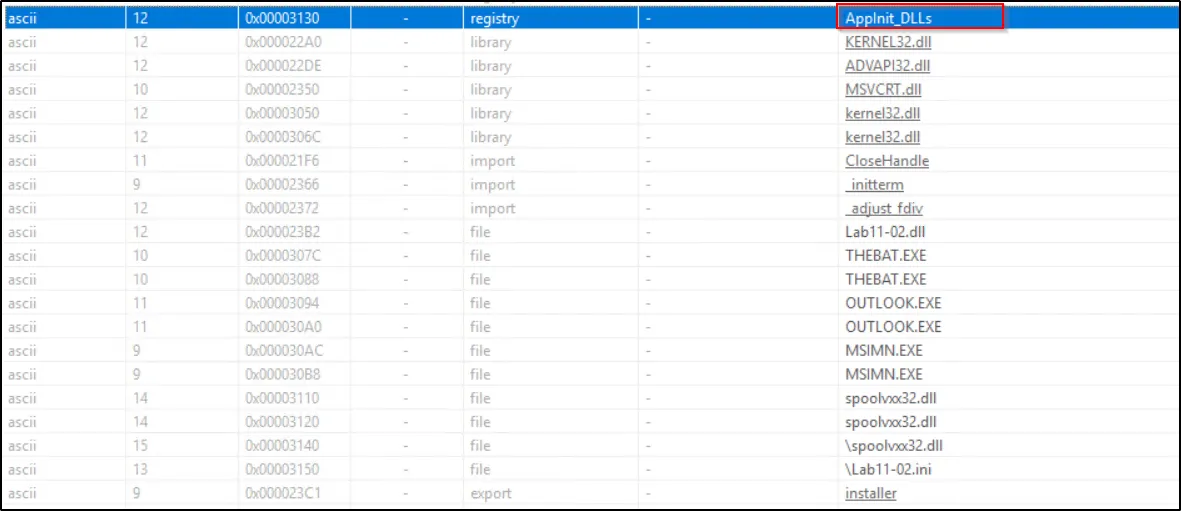 ascii 12 0x00003130 - registry - AppInit_DLLs
ascii 12 0x000022A0 - library - KERNEL32.dll
ascii 12 0x000022DE - library - ADVAPI32.dll
ascii 10 0x00002350 - library - MSVCRT.dll
ascii 12 0x00003050 - library - kernel32.dll
ascii 12 0x0000306C - library - kernel32.dll
ascii 11 0x000021F6 - import - CloseHandle
ascii 9 0x00002366 - import - _initterm
ascii 12 0x00002372 - import - _adjust_fdiv
ascii 12 0x000023B2 - file - Lab11-02.dll
ascii 10 0x0000307C - file - THEBAT.EXE
ascii 10 0x00003088 - file - THEBAT.EXE
ascii 11 0x00003094 - file - OUTLOOK.EXE
ascii 11 0x000030A0 - file - OUTLOOK.EXE
ascii 9 0x000030AC - file - MSIMN.EXE
ascii 9 0x000030B8 - file - MSIMN.EXE
ascii 14 0x00003110 - file - spoolvxx32.dll
ascii 14 0x00003120 - file - spoolvxx32.dll
ascii 15 0x00003140 - file - \spoolvxx32.dll
ascii 13 0x00003150 - file - \Lab11-02.ini
ascii 9 0x000023C1 - export - installer